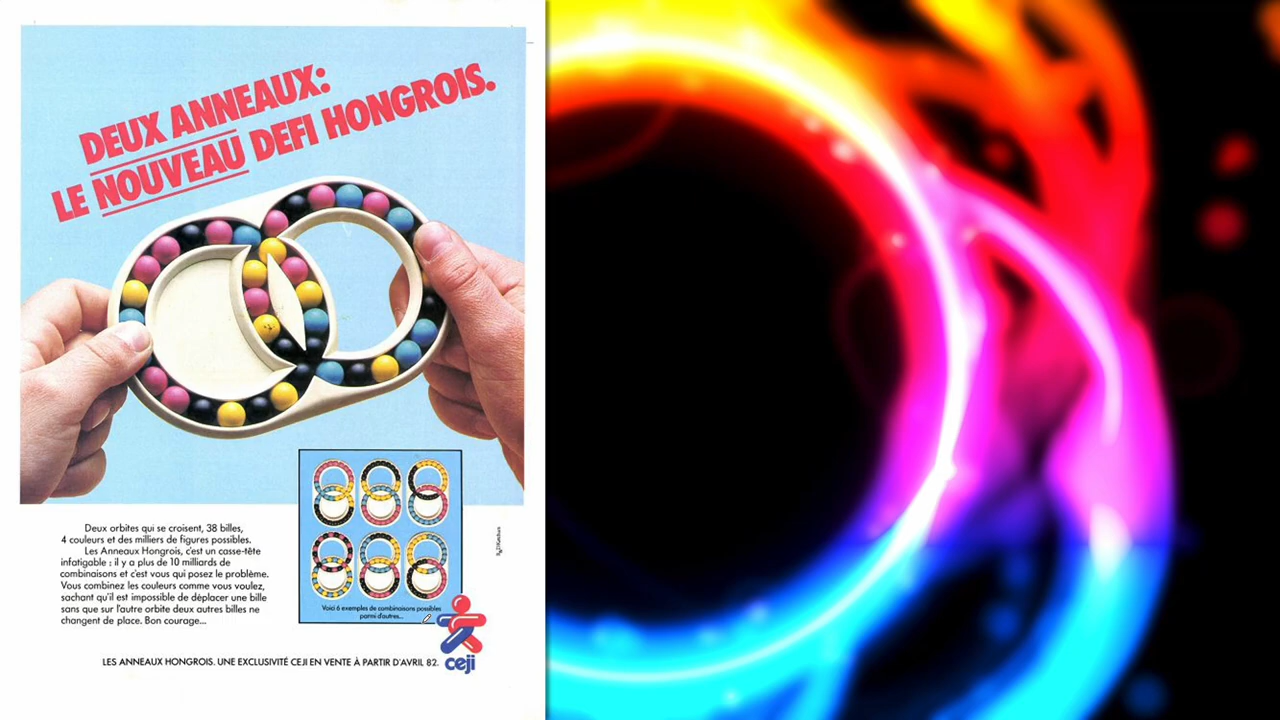 DEUX ANNEAUX:
LE NOUVEAU DEFI HONGROIS.
Deux orbites qui se croisent, 38 billes,
4 couleurs et des milliers de figures possibles.
Les Anneaux Hongrois, c'est un casse-tête
infatigable : il y a plus de 10 milliards de
combinaisons et c'est vous qui posez le problème.
Vous combinez les couleurs comme vous voulez,
sachant qu'il est impossible de déplacer une bille
sans que sur l'autre orbite deux autres billes ne
changent de place. Bon courage...
Voici 6 exemples de combinaisons possibles
parmi d'autres...
LES ANNEAUX HONGROIS. UNE EXCLUSIVITÉ CEJI EN VENTE À PARTIR D'AVRIL 82.
ceji